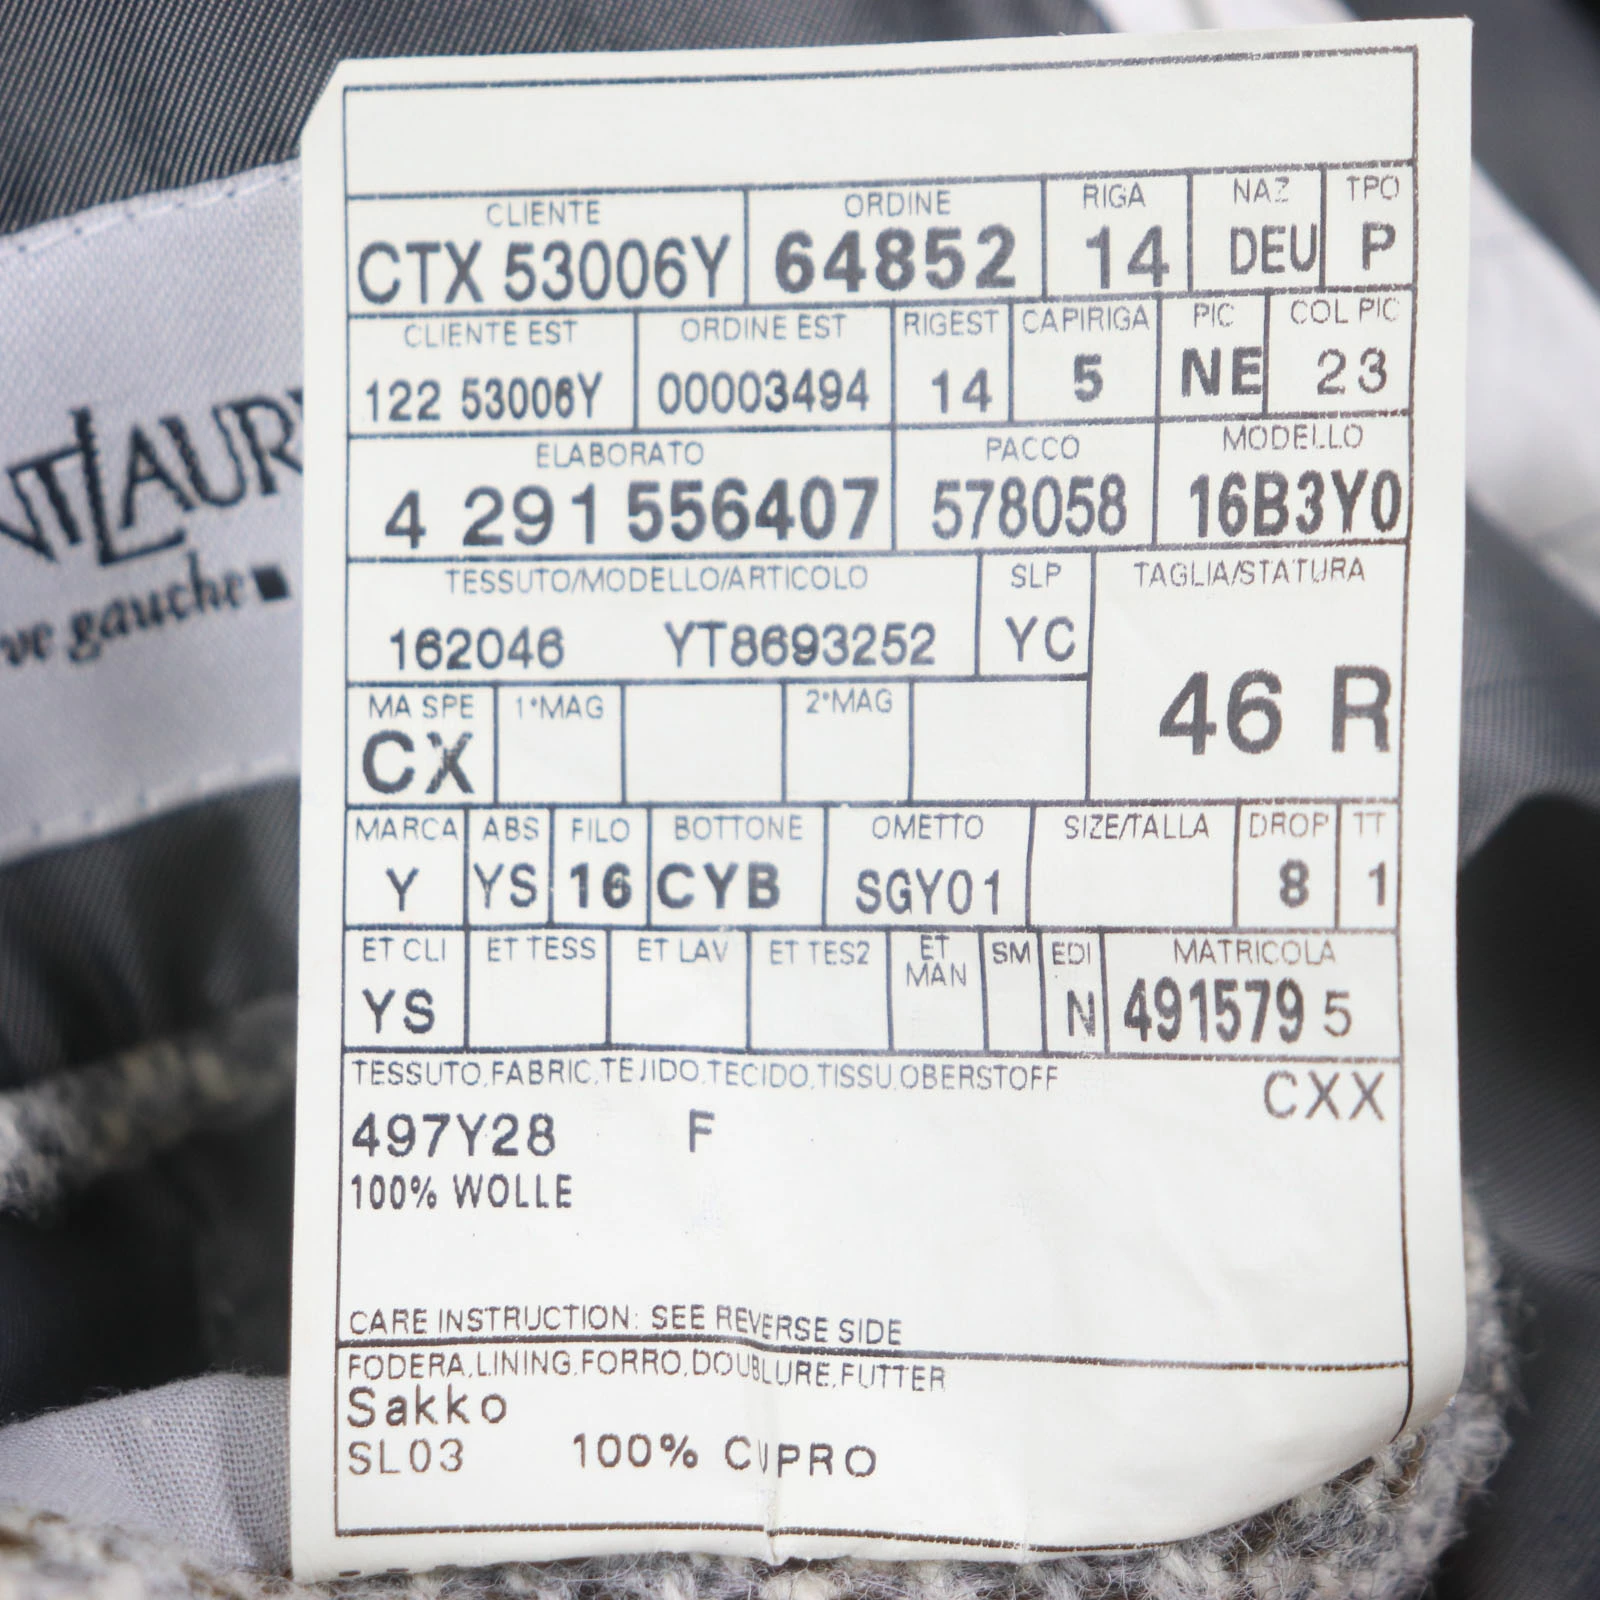 CLIENTE ORDINE RIGA NAZ TPO
CTX 53006Y 64852 14 DEU P
CLIENTE EST ORDINE EST RIGEST CAPIRIGA PIC COL PIC
122 53006Y 00003494 14 5 NE 23
ELABORATO PACCO MODELLO
4 291 556407 578058 16B3Y0
TESSUTO/MODELLO/ARTICOLO SLP TAGLIA/STATURA
162046 YT8693252 YC 46 R
MA SPE 1°MAG 2°MAG
CX
MARCA ABS FILO BOTTONE OMETTO SIZE/TALLA DROP TT
Y YS 16 CYB SGY01 8 1
ET CLI ET TESS ET LAV ET TES2 ET MAN SM EDI MATRICOLA
YS N 491579 5
TESSUTO,FABRIC,TEJIDO,TECIDO,TISSU,OBERSTOFF CXX
497Y28 F
100% WOLLE
CARE INSTRUCTION: SEE REVERSE SIDE
FODERA,LINING,FORRO,DOUBLURE,FUTTER
Sakko
SL03 100% CUPRO
NTLAUR
ve gauche